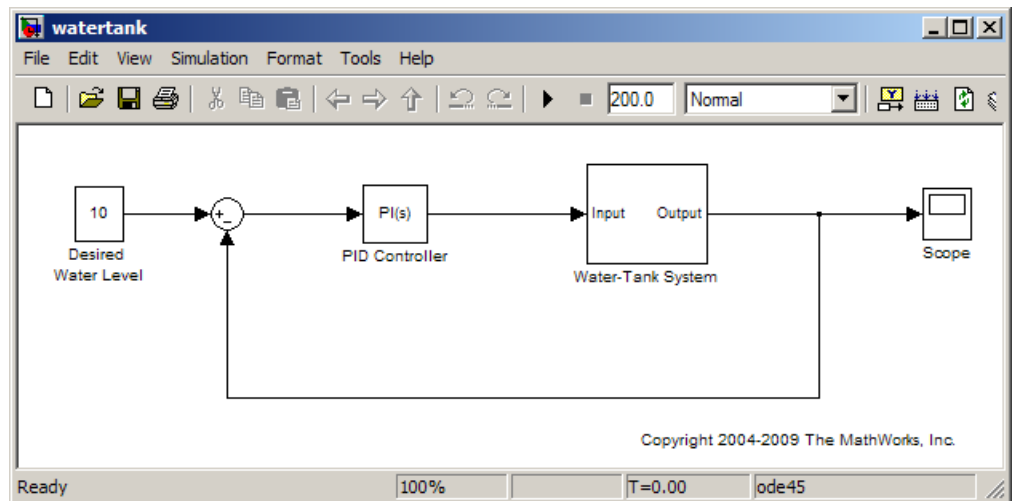 watertank
File Edit View Simulation Format Tools Help
200.0 Normal
10
+
-
PI(s)
Input Output
Desired
Water Level
PID Controller
Water-Tank System
Scope
Copyright 2004-2009 The MathWorks, Inc.
Ready 100% T=0.00 ode45